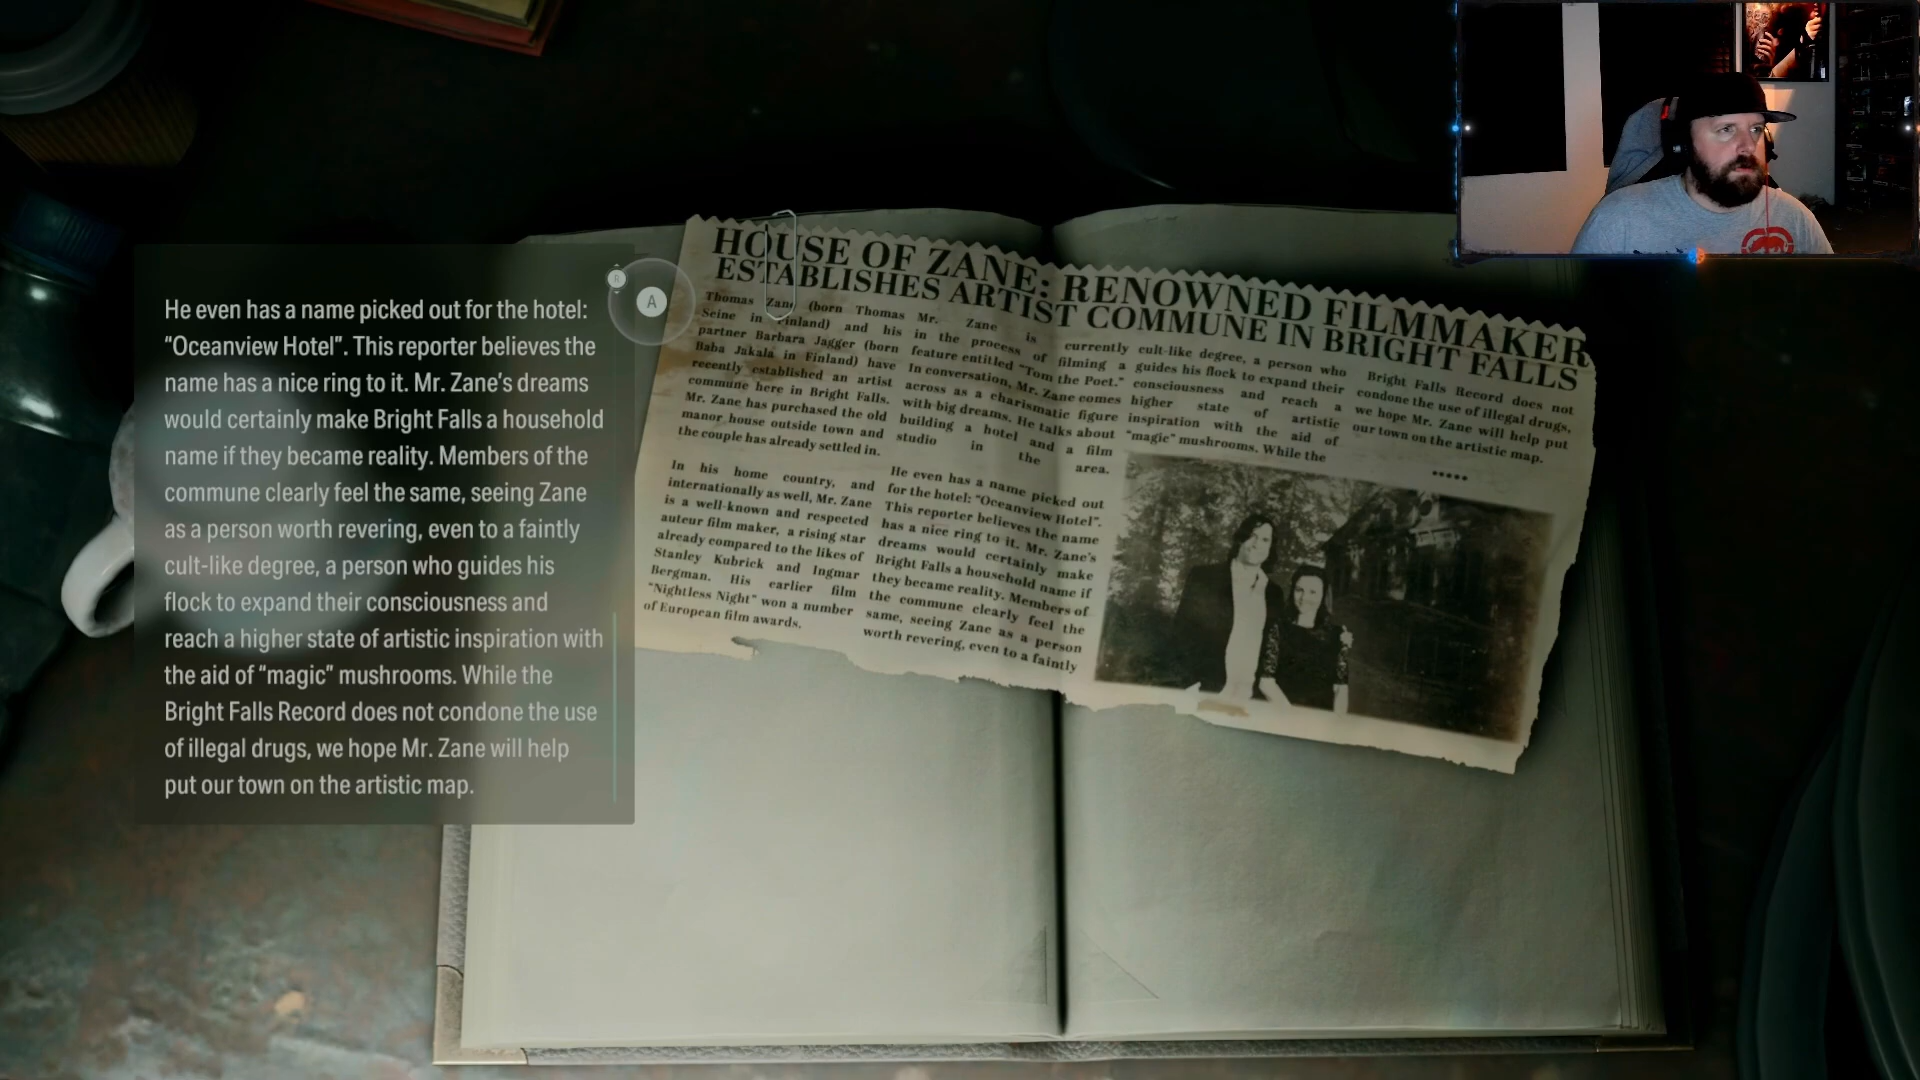 He even has a name picked out for the hotel:
“Oceanview Hotel”. This reporter believes the
name has a nice ring to it. Mr. Zane’s dreams
would certainly make Bright Falls a household
name if they became reality. Members of the
commune clearly feel the same, seeing Zane
as a person worth revering, even to a faintly
cult-like degree, a person who guides his
flock to expand their consciousness and
reach a higher state of artistic inspiration with
the aid of “magic” mushrooms. While the
Bright Falls Record does not condone the use
of illegal drugs, we hope Mr. Zane will help
put our town on the artistic map.
R
A
HOUSE OF ZANE: RENOWNED FILMMAKER
ESTABLISHES ARTIST COMMUNE IN BRIGHT FALLS
Thomas Zane (born Thomas
Seine in Finland) and his
partner Barbara Jagger (born
Baba Jakala in Finland) have
recently established an artist
commune here in Bright Falls.
Mr. Zane has purchased the old
manor house outside town and
the couple has already settled in.
In his home country, and
internationally as well, Mr. Zane
is a well-known and respected
auteur film maker, a rising star
already compared to the likes of
Stanley Kubrick and Ingmar
Bergman. His earlier film
“Nightless Night” won a number
of European film awards.
Mr. Zane is currently
in the process of filming a
feature entitled “Tom the Poet.”
In conversation, Mr. Zane comes
across as a charismatic figure
with big dreams. He talks about
building a hotel and a film
studio in the area.
He even has a name picked out
for the hotel: “Oceanview Hotel”.
This reporter believes the name
has a nice ring to it. Mr. Zane’s
dreams would certainly make
Bright Falls a household name if
they became reality. Members of
the commune clearly feel the
same, seeing Zane as a person
worth revering, even to a faintly
cult-like degree, a person who
guides his flock to expand their
consciousness and reach a
higher state of artistic
inspiration with the aid of
“magic” mushrooms. While the
Bright Falls Record does not
condone the use of illegal drugs,
we hope Mr. Zane will help put
our town on the artistic map.